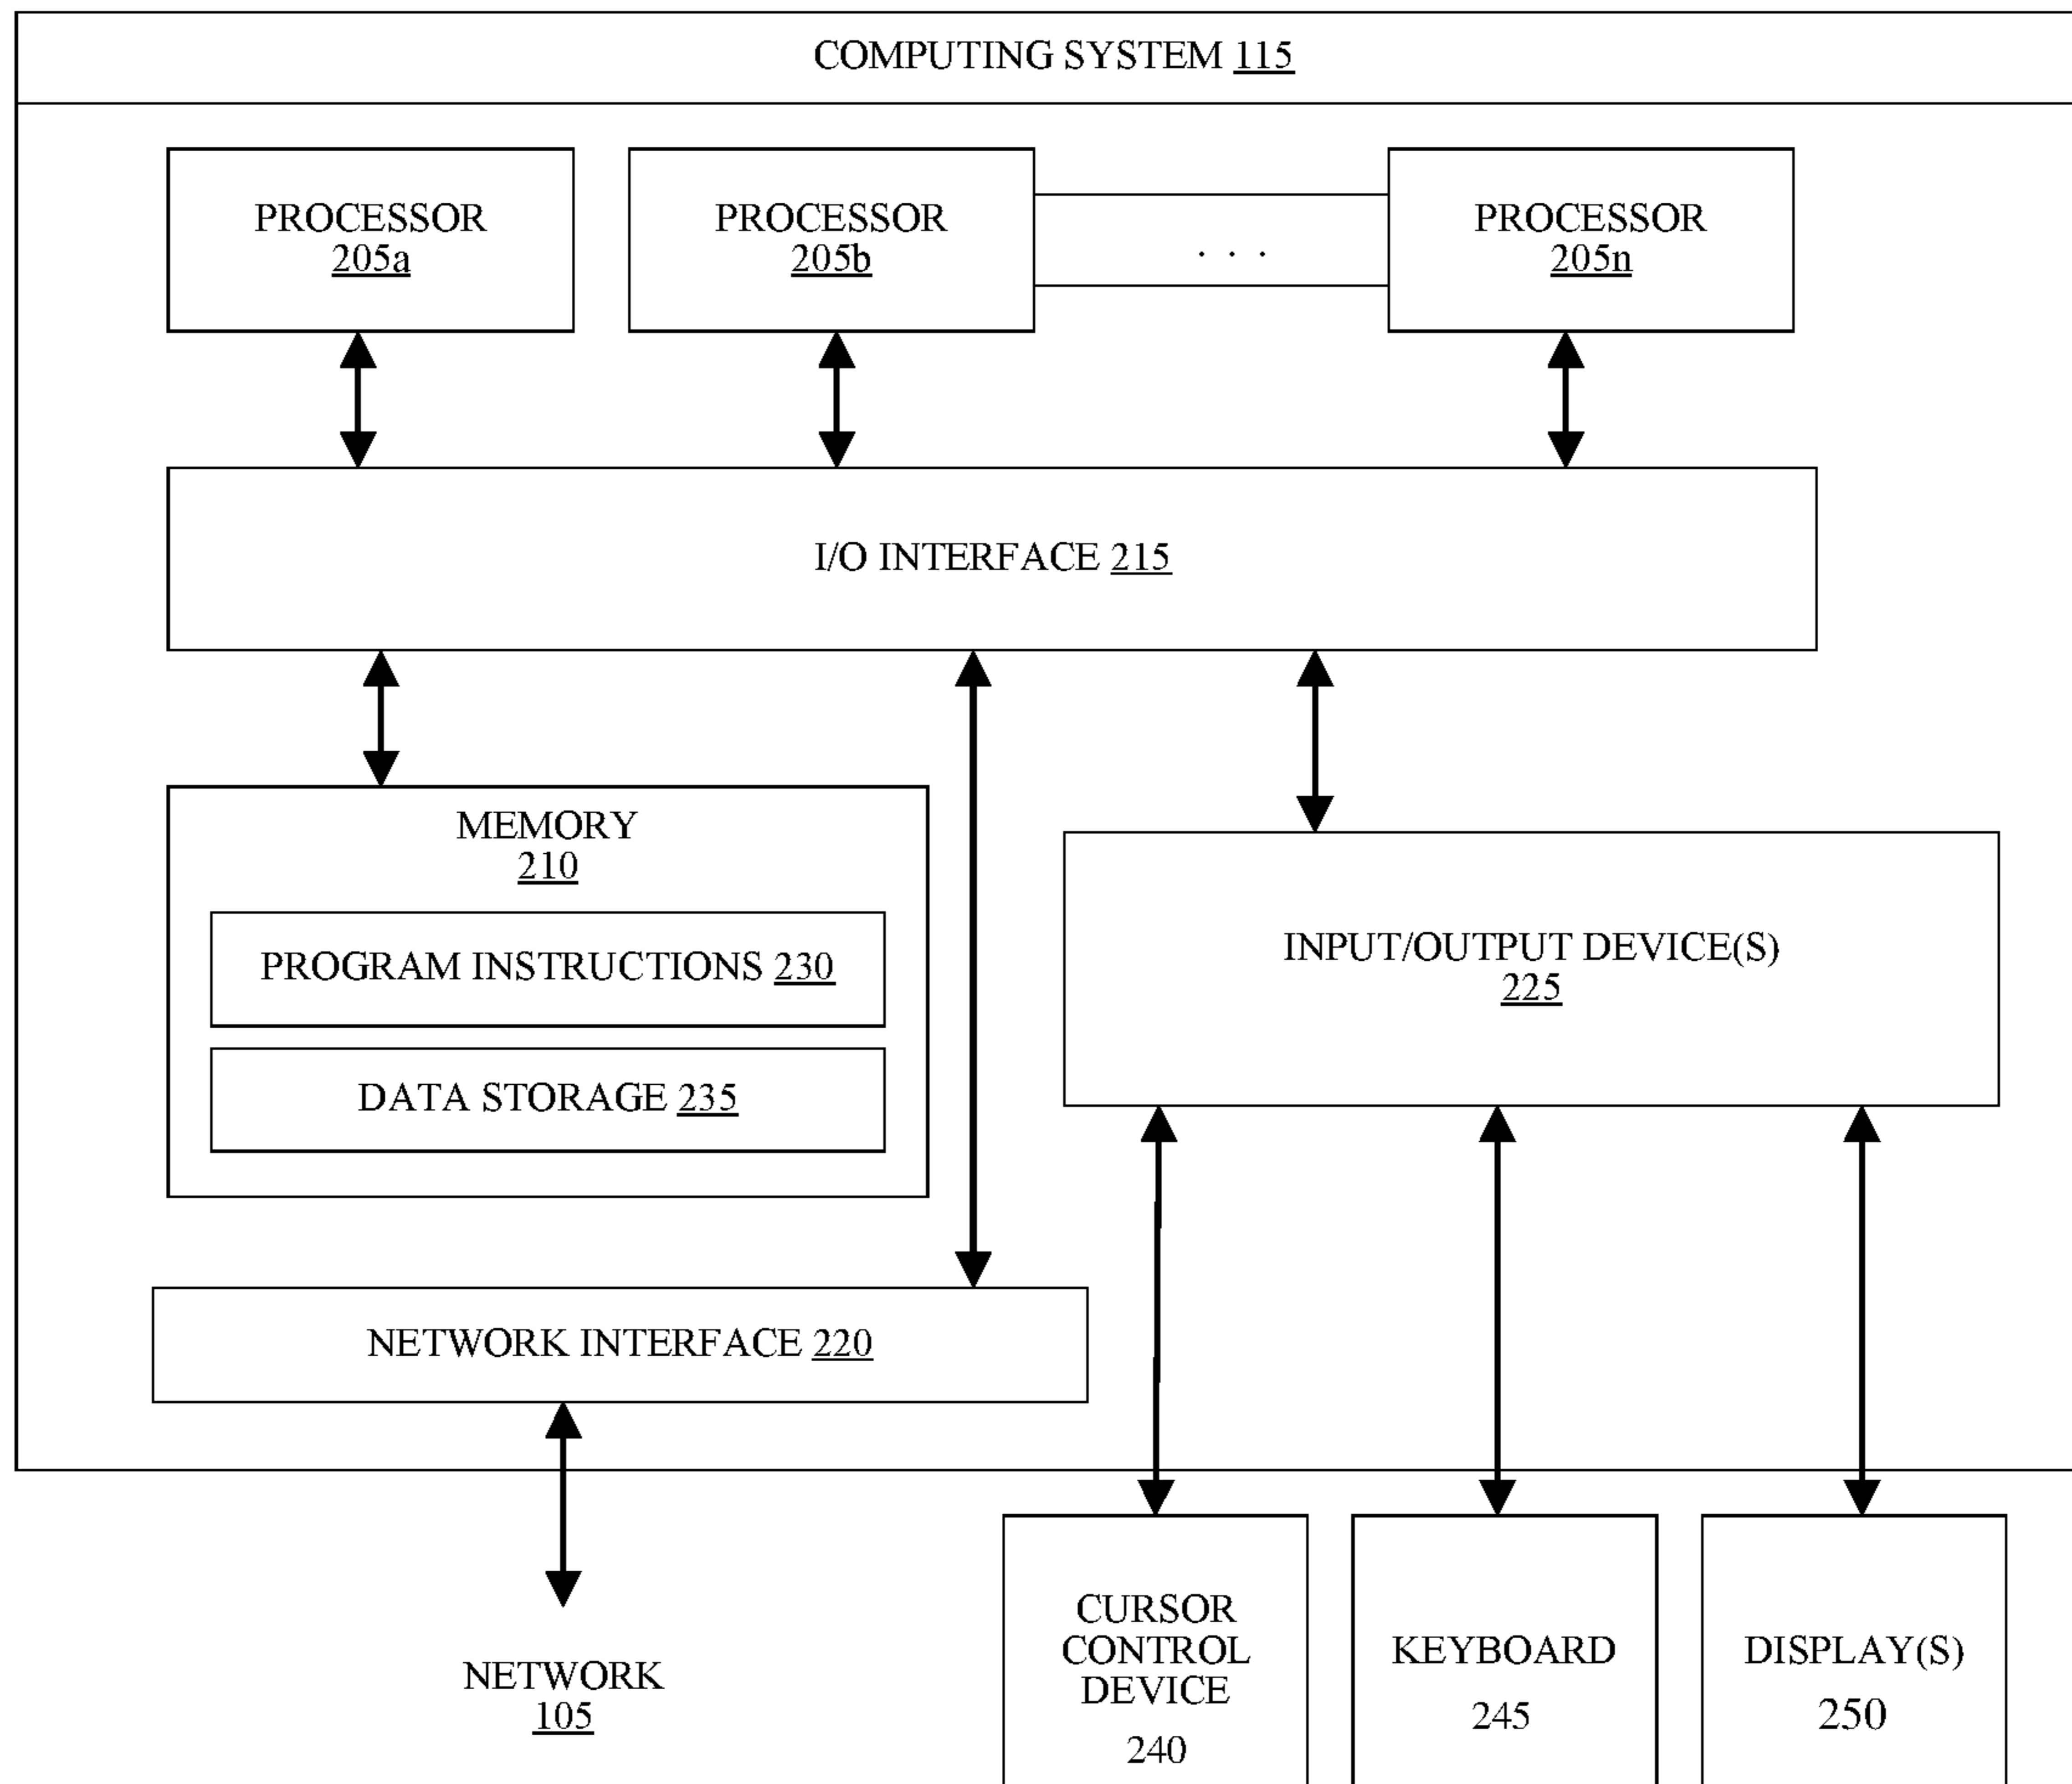 COMPUTING SYSTEM 115
PROCESSOR
205a
PROCESSOR
205b
. . .
PROCESSOR
205n
I/O INTERFACE 215
MEMORY
210
PROGRAM INSTRUCTIONS 230
DATA STORAGE 235
INPUT/OUTPUT DEVICE(S)
225
NETWORK INTERFACE 220
NETWORK
105
CURSOR
CONTROL
DEVICE
240
KEYBOARD
245
DISPLAY(S)
250